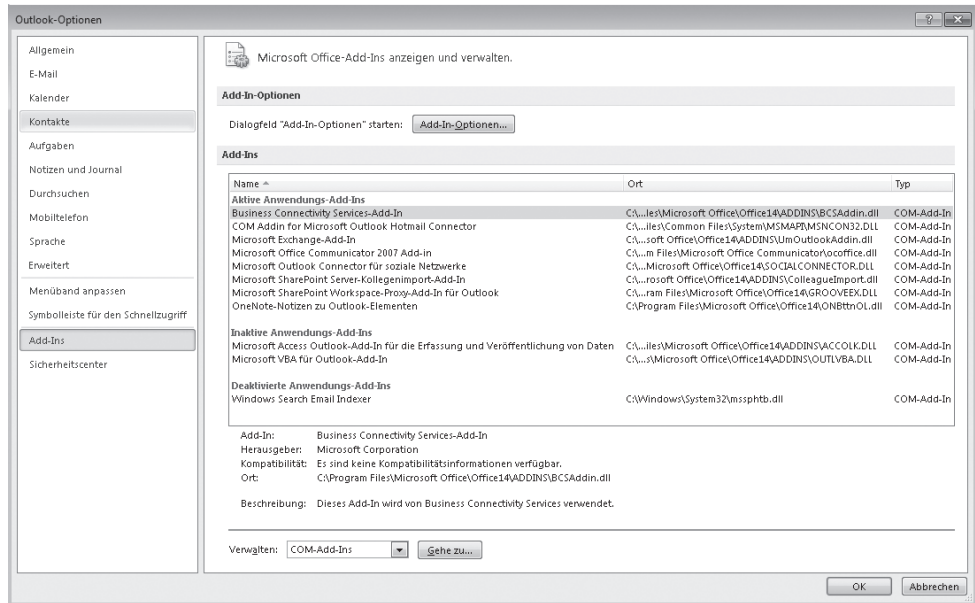 Outlook-Optionen
Allgemein
E-Mail
Kalender
Kontakte
Aufgaben
Notizen und Journal
Durchsuchen
Mobiltelefon
Sprache
Erweitert
Menüband anpassen
Symbolleiste für den Schnellzugriff
Add-Ins
Sicherheitscenter
Microsoft Office-Add-Ins anzeigen und verwalten.
Add-In-Optionen
Dialogfeld "Add-In-Optionen" starten: Add-In-Optionen...
Add-Ins
Name Ort Typ
Aktive Anwendungs-Add-Ins
Business Connectivity Services-Add-In C:\...les\Microsoft Office\Office14\ADDINS\BCSAddin.dll COM-Add-In
COM Addin for Microsoft Outlook Hotmail Connector C:\...iles\Common Files\System\MSMAPI\MSNCON32.DLL COM-Add-In
Microsoft Exchange-Add-In C:\...soft Office\Office14\ADDINS\UmOutlookAddin.dll COM-Add-In
Microsoft Office Communicator 2007 Add-in C:\...m Files\Microsoft Office Communicator\ocoffice.dll COM-Add-In
Microsoft Outlook Connector für soziale Netzwerke C:\...Microsoft Office\Office14\SOCIALCONNECTOR.DLL COM-Add-In
Microsoft SharePoint Server-Kollegenimport-Add-In C:\...rosoft Office\Office14\ADDINS\ColleagueImport.dll COM-Add-In
Microsoft SharePoint Workspace-Proxy-Add-In für Outlook C:\...ram Files\Microsoft Office\Office14\GROOVEEX.DLL COM-Add-In
OneNote-Notizen zu Outlook-Elementen C:\Program Files\Microsoft Office\Office14\ONBttnOL.dll COM-Add-In
Inaktive Anwendungs-Add-Ins
Microsoft Access Outlook-Add-In für die Erfassung und Veröffentlichung von Daten C:\...iles\Microsoft Office\Office14\ADDINS\ACCOLK.DLL COM-Add-In
Microsoft VBA für Outlook-Add-In C:\...s\Microsoft Office\Office14\ADDINS\OUTLVBA.DLL COM-Add-In
Deaktivierte Anwendungs-Add-Ins
Windows Search Email Indexer C:\Windows\System32\mssphtb.dll COM-Add-In
Add-In: Business Connectivity Services-Add-In
Herausgeber: Microsoft Corporation
Kompatibilität: Es sind keine Kompatibilitätsinformationen verfügbar.
Ort: C:\Program Files\Microsoft Office\Office14\ADDINS\BCSAddin.dll
Beschreibung: Dieses Add-In wird von Business Connectivity Services verwendet.
Verwalten: COM-Add-Ins Gehe zu...
OK Abbrechen